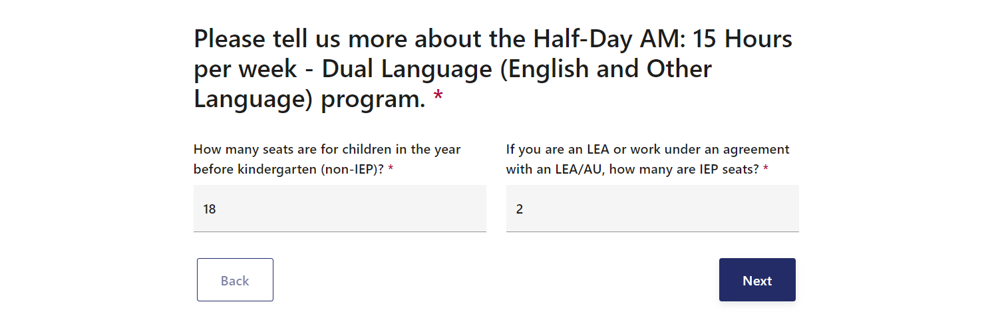 Please tell us more about the Half-Day AM: 15 Hours
per week - Dual Language (English and Other
Language) program. *
How many seats are for children in the year
before kindergarten (non-IEP)? *
18
If you are an LEA or work under an agreement
with an LEA/AU, how many are IEP seats? *
2
Back
Next